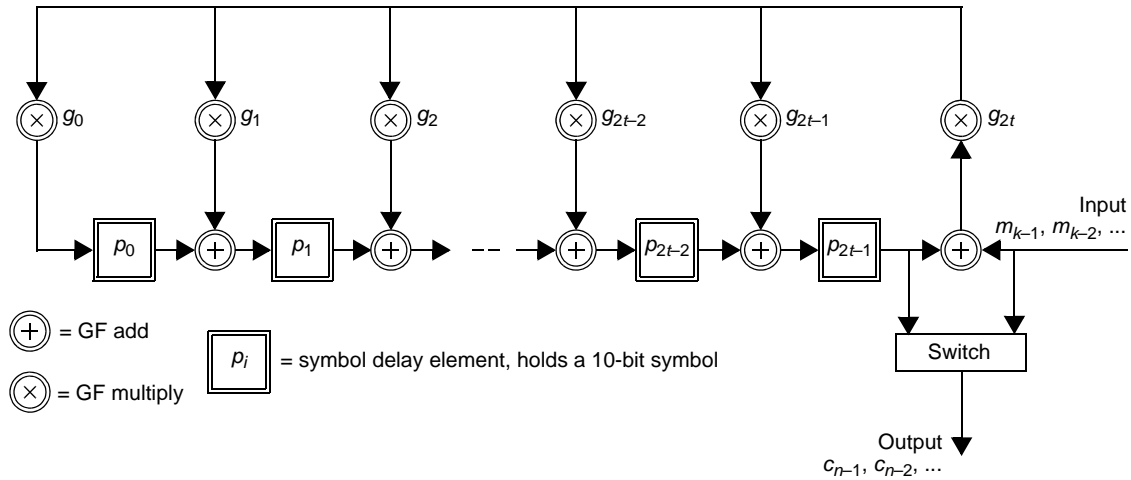 g0
g1
g2
g2t–2
g2t–1
g2t
Input
mk–1, mk–2, ...
p0
p1
p2t–2
p2t–1
= GF add
pi = symbol delay element, holds a 10-bit symbol
= GF multiply
Switch
Output
cn–1, cn–2, ...